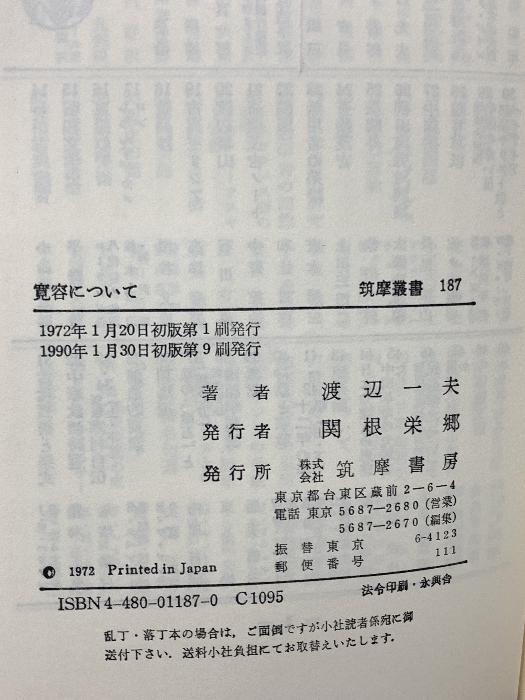 寛容について 筑摩叢書 187
1972年1月20日初版第1刷発行
1990年1月30日初版第9刷発行
著者 渡辺一夫
発行者 関根栄郷
発行所 株式会社 筑摩書房
東京都台東区蔵前2-6-4
電話 東京 5687-2680 (営業)
5687-2670 (編集)
振替東京 6-4123
郵便番号 111
© 1972 Printed in Japan 法令印刷・永興舎
ISBN4-480-01187-0 C1095
乱丁・落丁本の場合は，ご面倒ですが小社読者係宛に御
送付下さい．送料小社負担にてお取替えいたします．